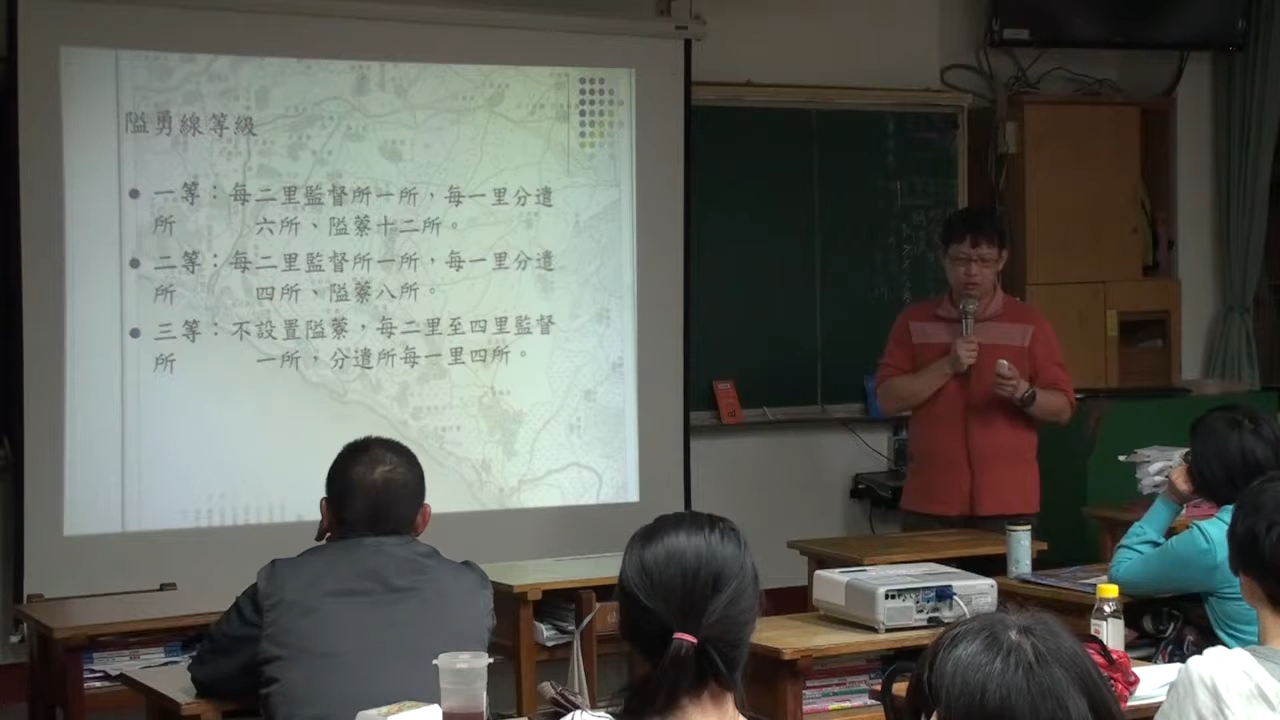 隘勇線等級
● 一等：每二里監督所一所，每一里分遣
所 六所、隘藔十二所。
● 二等：每二里監督所一所，每一里分遣
所 四所、隘藔八所。
● 三等：不設置隘藔，每二里至四里監督
所 一所，分遣所每一里四所。